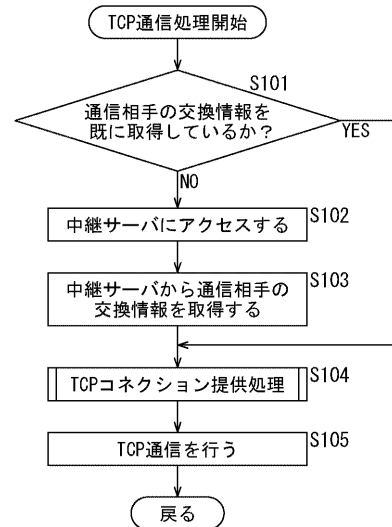 TCP通信処理開始
S101
通信相手の交換情報を
既に取得しているか?
YES
NO
中継サーバにアクセスする
S102
中継サーバから通信相手の
交換情報を取得する
S103
TCPコネクション提供処理
S104
TCP通信を行う
S105
戻る